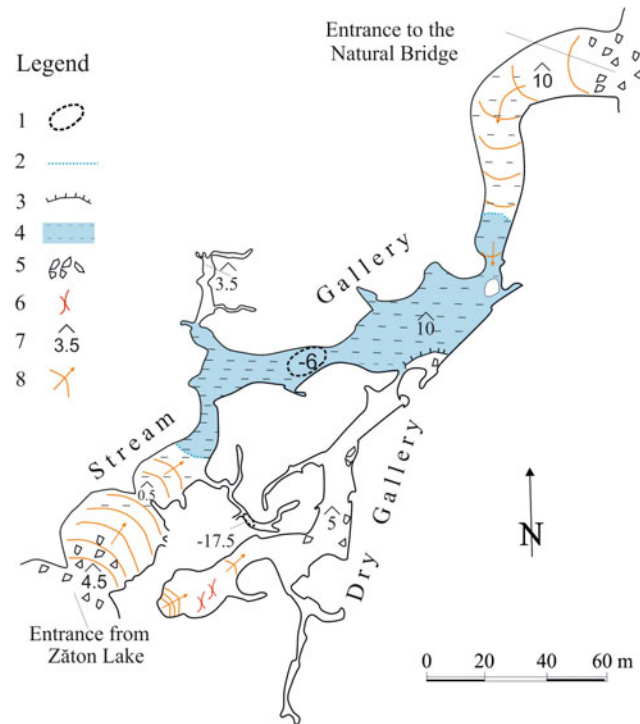 Entrance to the
Natural Bridge
Legend
1
2
3
4
5
6
7 3.5
8
10
3.5
Gallery
10
-6
Stream
0.5
4.5
-17.5
5
Dry Gallery
N
Entrance from
Zăton Lake
0 20 40 60 m